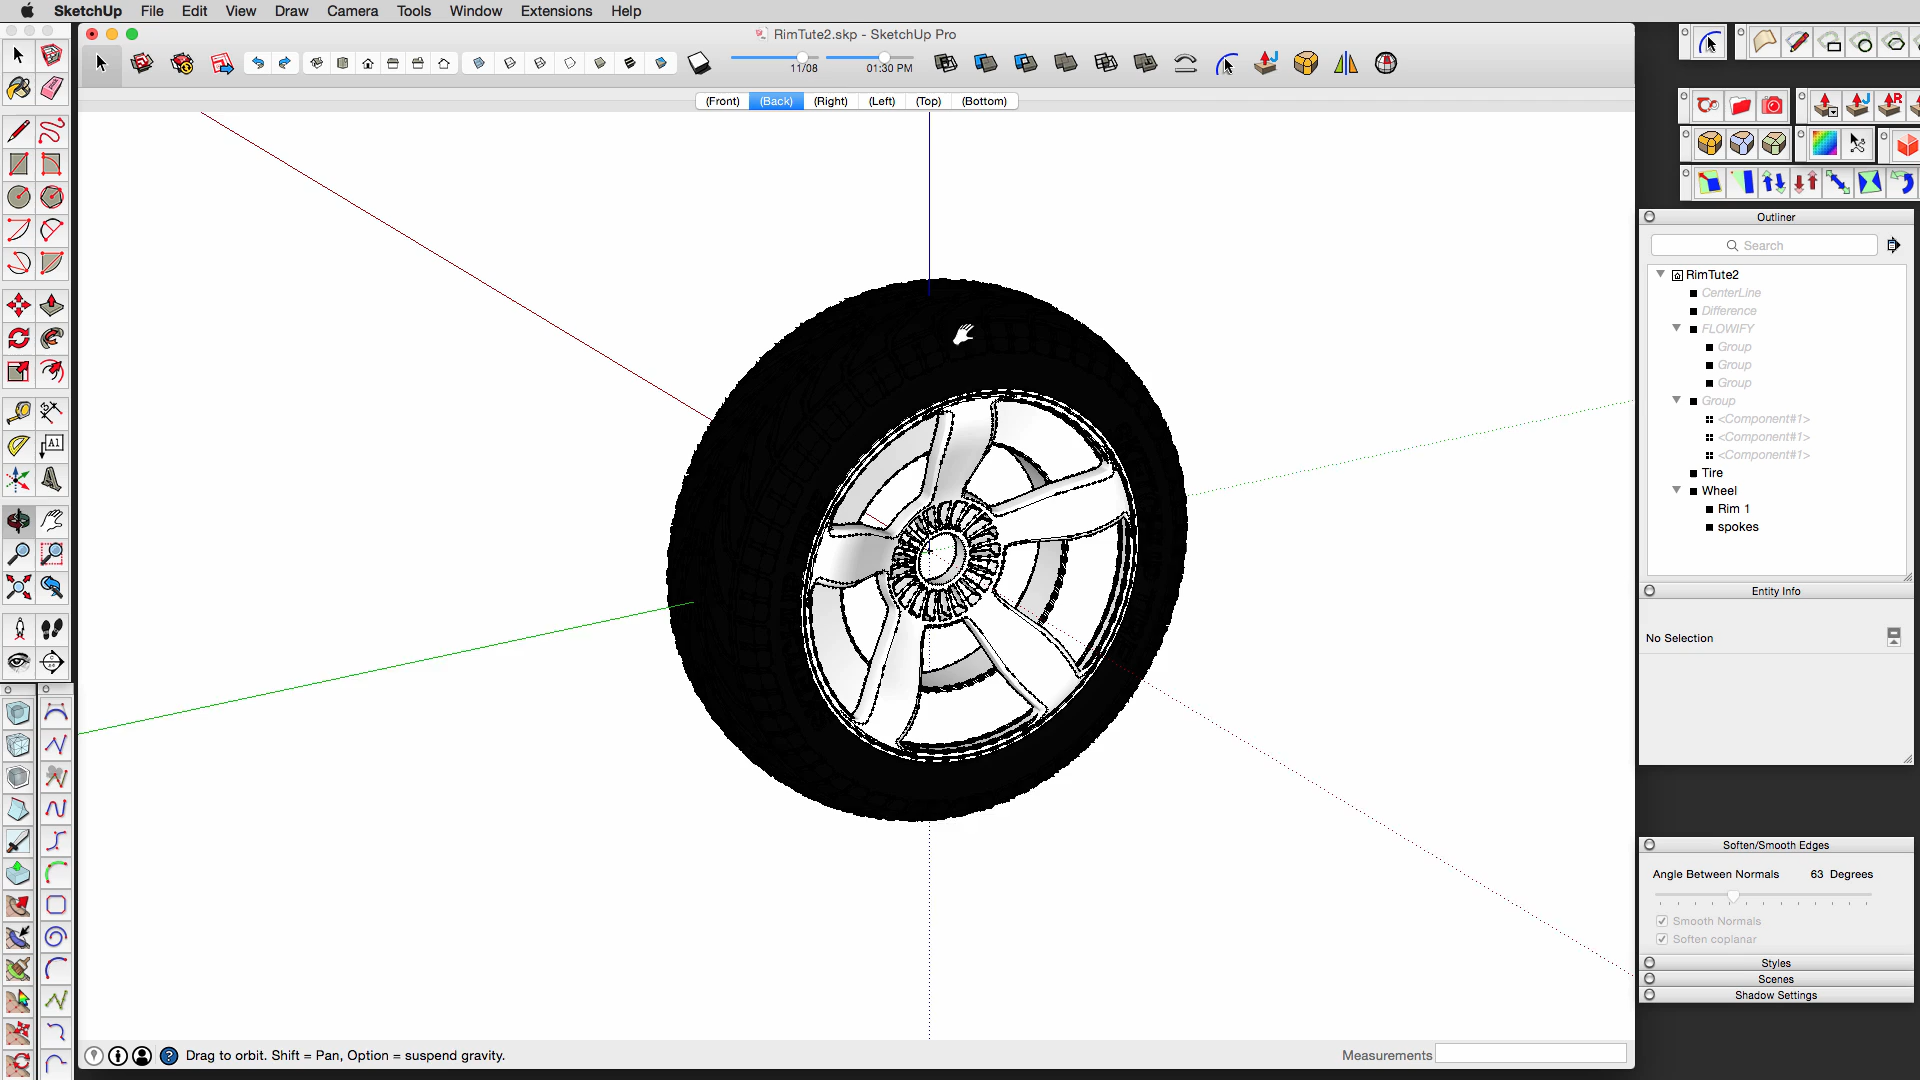 SketchUp File Edit View Draw Camera Tools Window Extensions Help
RimTute2.skp - SketchUp Pro
11/08 01:30 PM
(Front) (Back) (Right) (Left) (Top) (Bottom)
A1
J R
Outliner
Search
RimTute2
CenterLine
Difference
FLOWIFY
Group
Group
Group
Group
<Component#1>
<Component#1>
<Component#1>
Tire
Wheel
Rim 1
spokes
Entity Info
No Selection
Soften/Smooth Edges
Angle Between Normals 63 Degrees
Smooth Normals
Soften coplanar
Styles
Scenes
Shadow Settings
Drag to orbit. Shift = Pan, Option = suspend gravity.
Measurements